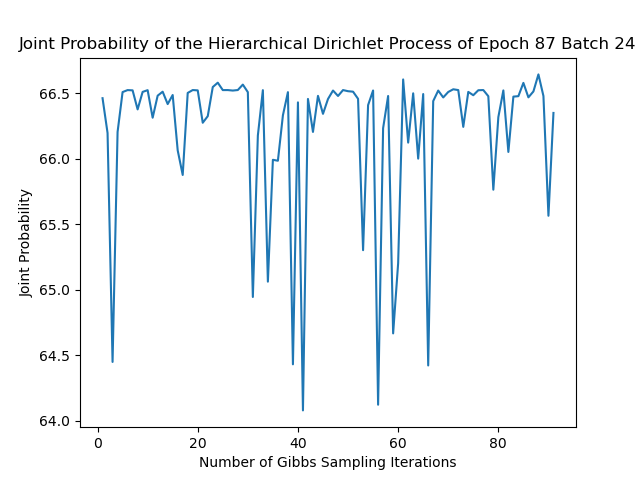 Joint Probability of the Hierarchical Dirichlet Process of Epoch 87 Batch 24
66.5
66.0
65.5
65.0
64.5
64.0
Joint Probability
0 20 40 60 80
Number of Gibbs Sampling Iterations